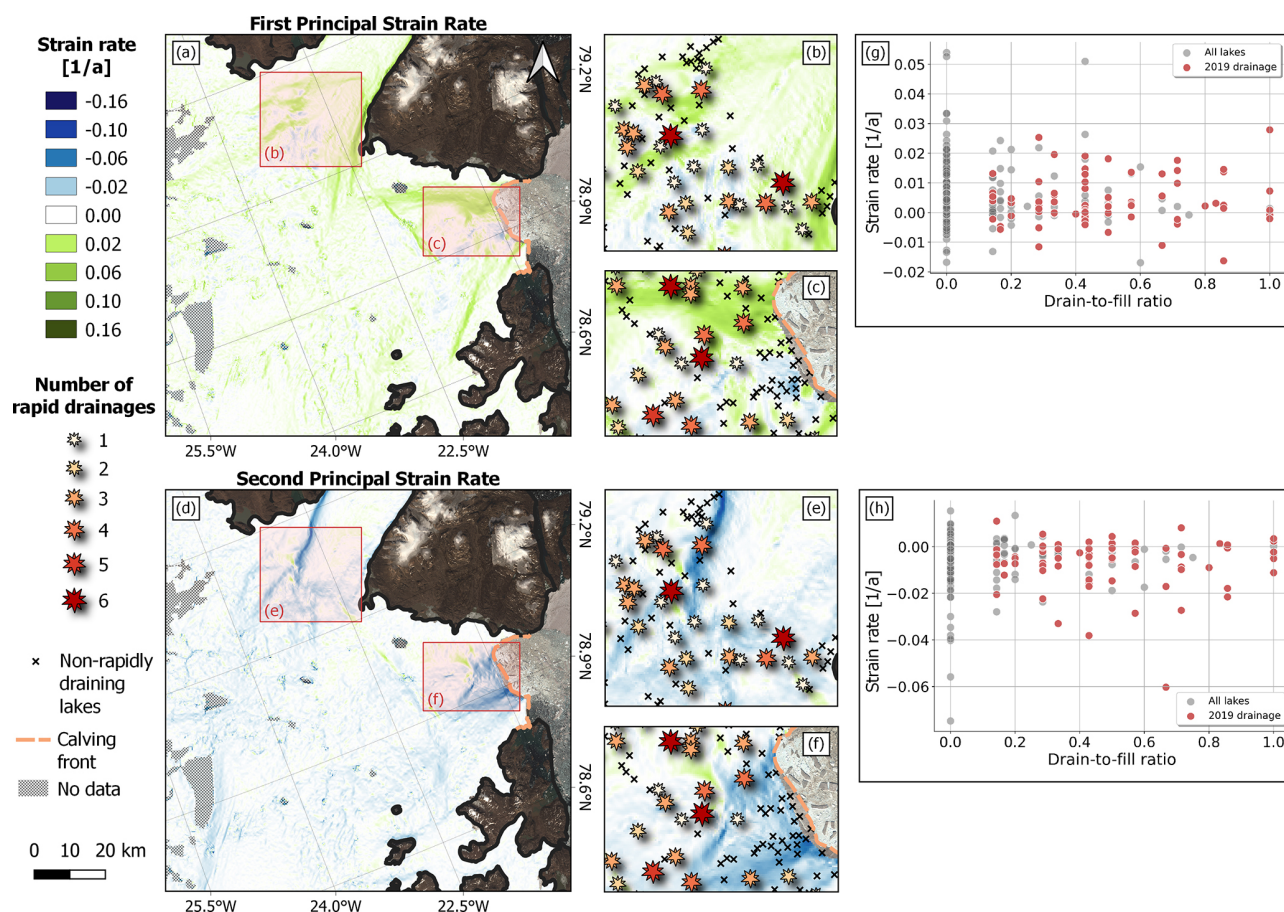 First Principal Strain Rate
Strain rate
[1/a]
-0.16
-0.10
-0.06
-0.02
0.00
0.02
0.06
0.10
0.16
Number of
rapid drainages
1
2
3
4
5
6
Non-rapidly
draining
lakes
Calving
front
No data
0 10 20 km
(a)
(b)
(c)
79.2°N
78.9°N
78.6°N
25.5°W 24.0°W 22.5°W
(b)
(c)
(g)
All lakes
2019 drainage
Strain rate [1/a]
0.05
0.04
0.03
0.02
0.01
0.00
−0.01
−0.02
0.0 0.2 0.4 0.6 0.8 1.0
Drain-to-fill ratio
Second Principal Strain Rate
(d)
(e)
(f)
79.2°N
78.9°N
78.6°N
25.5°W 24.0°W 22.5°W
(e)
(f)
(h)
Strain rate [1/a]
0.00
−0.02
−0.04
−0.06
All lakes
2019 drainage
0.0 0.2 0.4 0.6 0.8 1.0
Drain-to-fill ratio